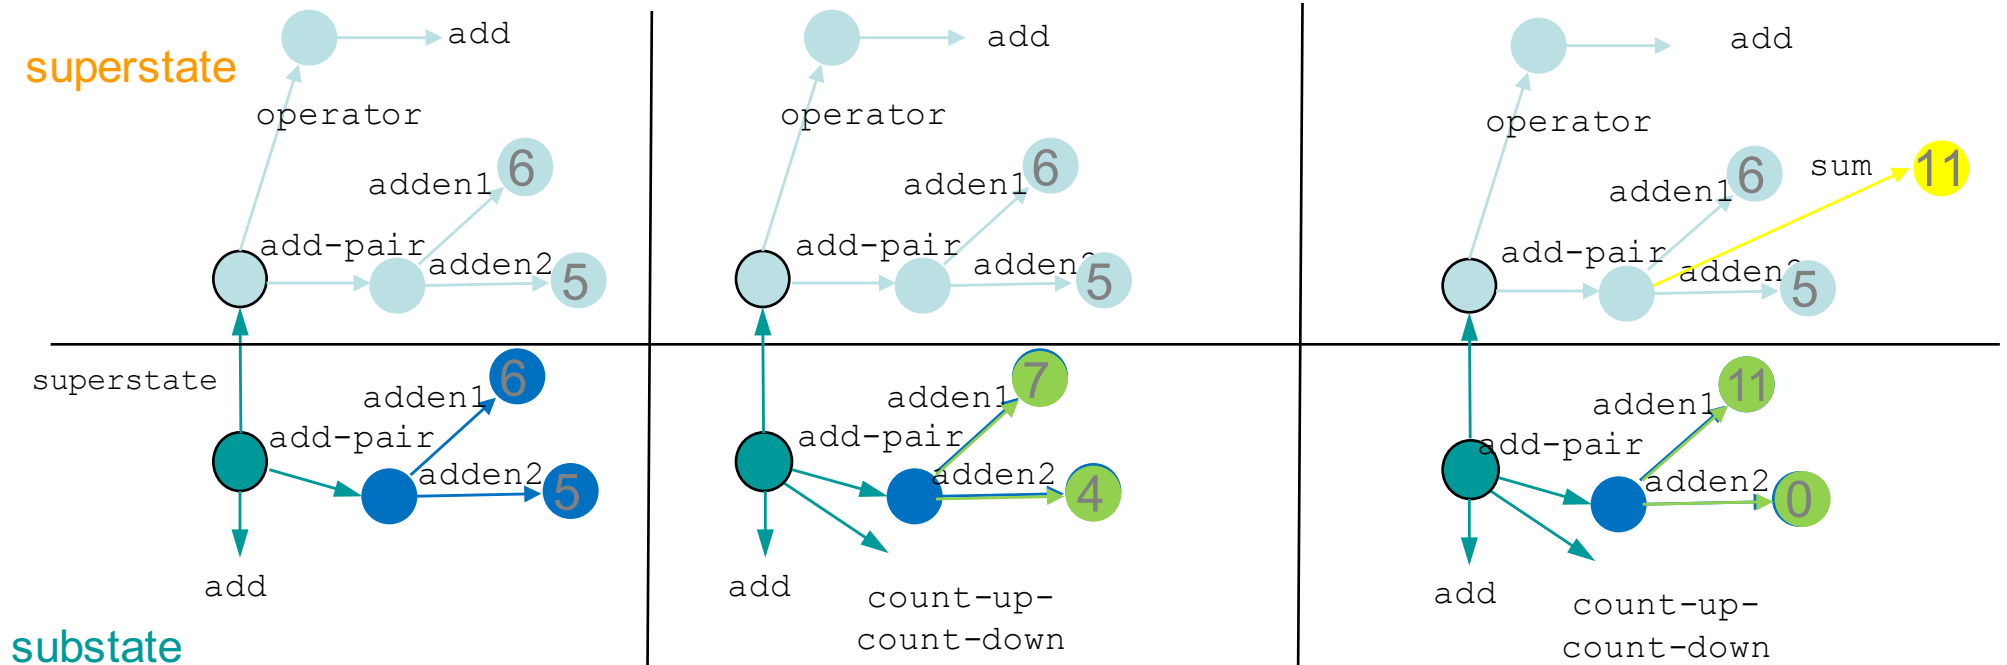 superstate
add
operator
adden1
6
add-pair
adden2
5
add
operator
adden1
6
add-pair
adden2
5
add
operator
adden1
6
sum
11
add-pair
adden2
5
superstate
adden1
6
add-pair
adden2
5
add
substate
adden1
7
add-pair
adden2
4
add
count-up-
count-down
adden1
11
add-pair
adden2
0
add
count-up-
count-down